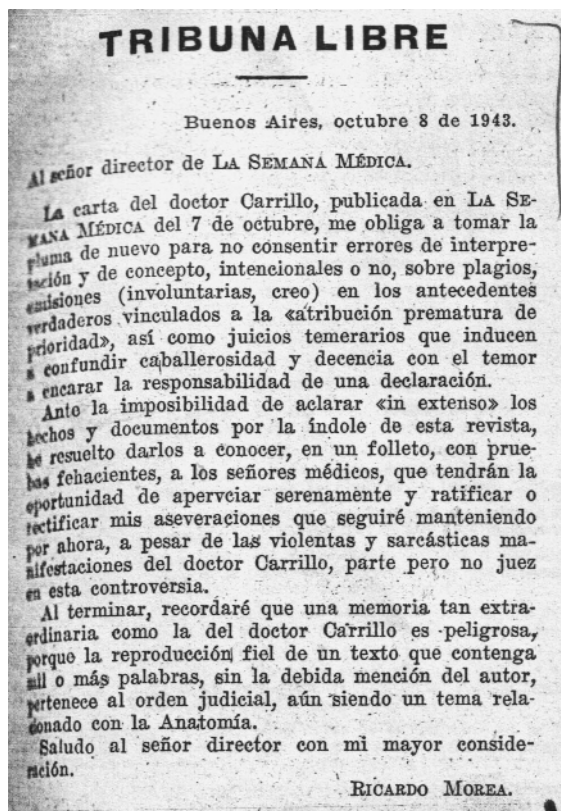 TRIBUNA LIBRE
Buenos Aires, octubre 8 de 1943.
Al señor director de LA SEMANA MÉDICA.
La carta del doctor Carrillo, publicada en LA SE-
MANA MÉDICA del 7 de octubre, me obliga a tomar la
pluma de nuevo para no consentir errores de interpre-
tación y de concepto, intencionales o no, sobre plagios,
omisiones (involuntarias, creo) en los antecedentes
verdaderos vinculados a la «atribución prematura de
prioridad», así como juicios temerarios que inducen
a confundir caballerosidad y decencia con el temor
a encarar la responsabilidad de una declaración.
Ante la imposibilidad de aclarar «in extenso» los
hechos y documentos por la índole de esta revista,
he resuelto darlos a conocer, en un folleto, con prue-
bas fehacientes, a los señores médicos, que tendrán la
oportunidad de aperveiar serenamente y ratificar o
rectificar mis aseveraciones que seguiré manteniendo
por ahora, a pesar de las violentas y sarcásticas ma-
nifestaciones del doctor Carrillo, parte pero no juez
en esta controversia.
Al terminar, recordaré que una memoria tan extra-
ordinaria como la del doctor Carrillo es peligrosa,
porque la reproducción fiel de un texto que contenga
mil o más palabras, sin la debida mención del autor,
pertenece al orden judicial, aún siendo un tema rela-
cionado con la Anatomía.
Saludo al señor director con mi mayor conside-
ración.
RICARDO MOREA.